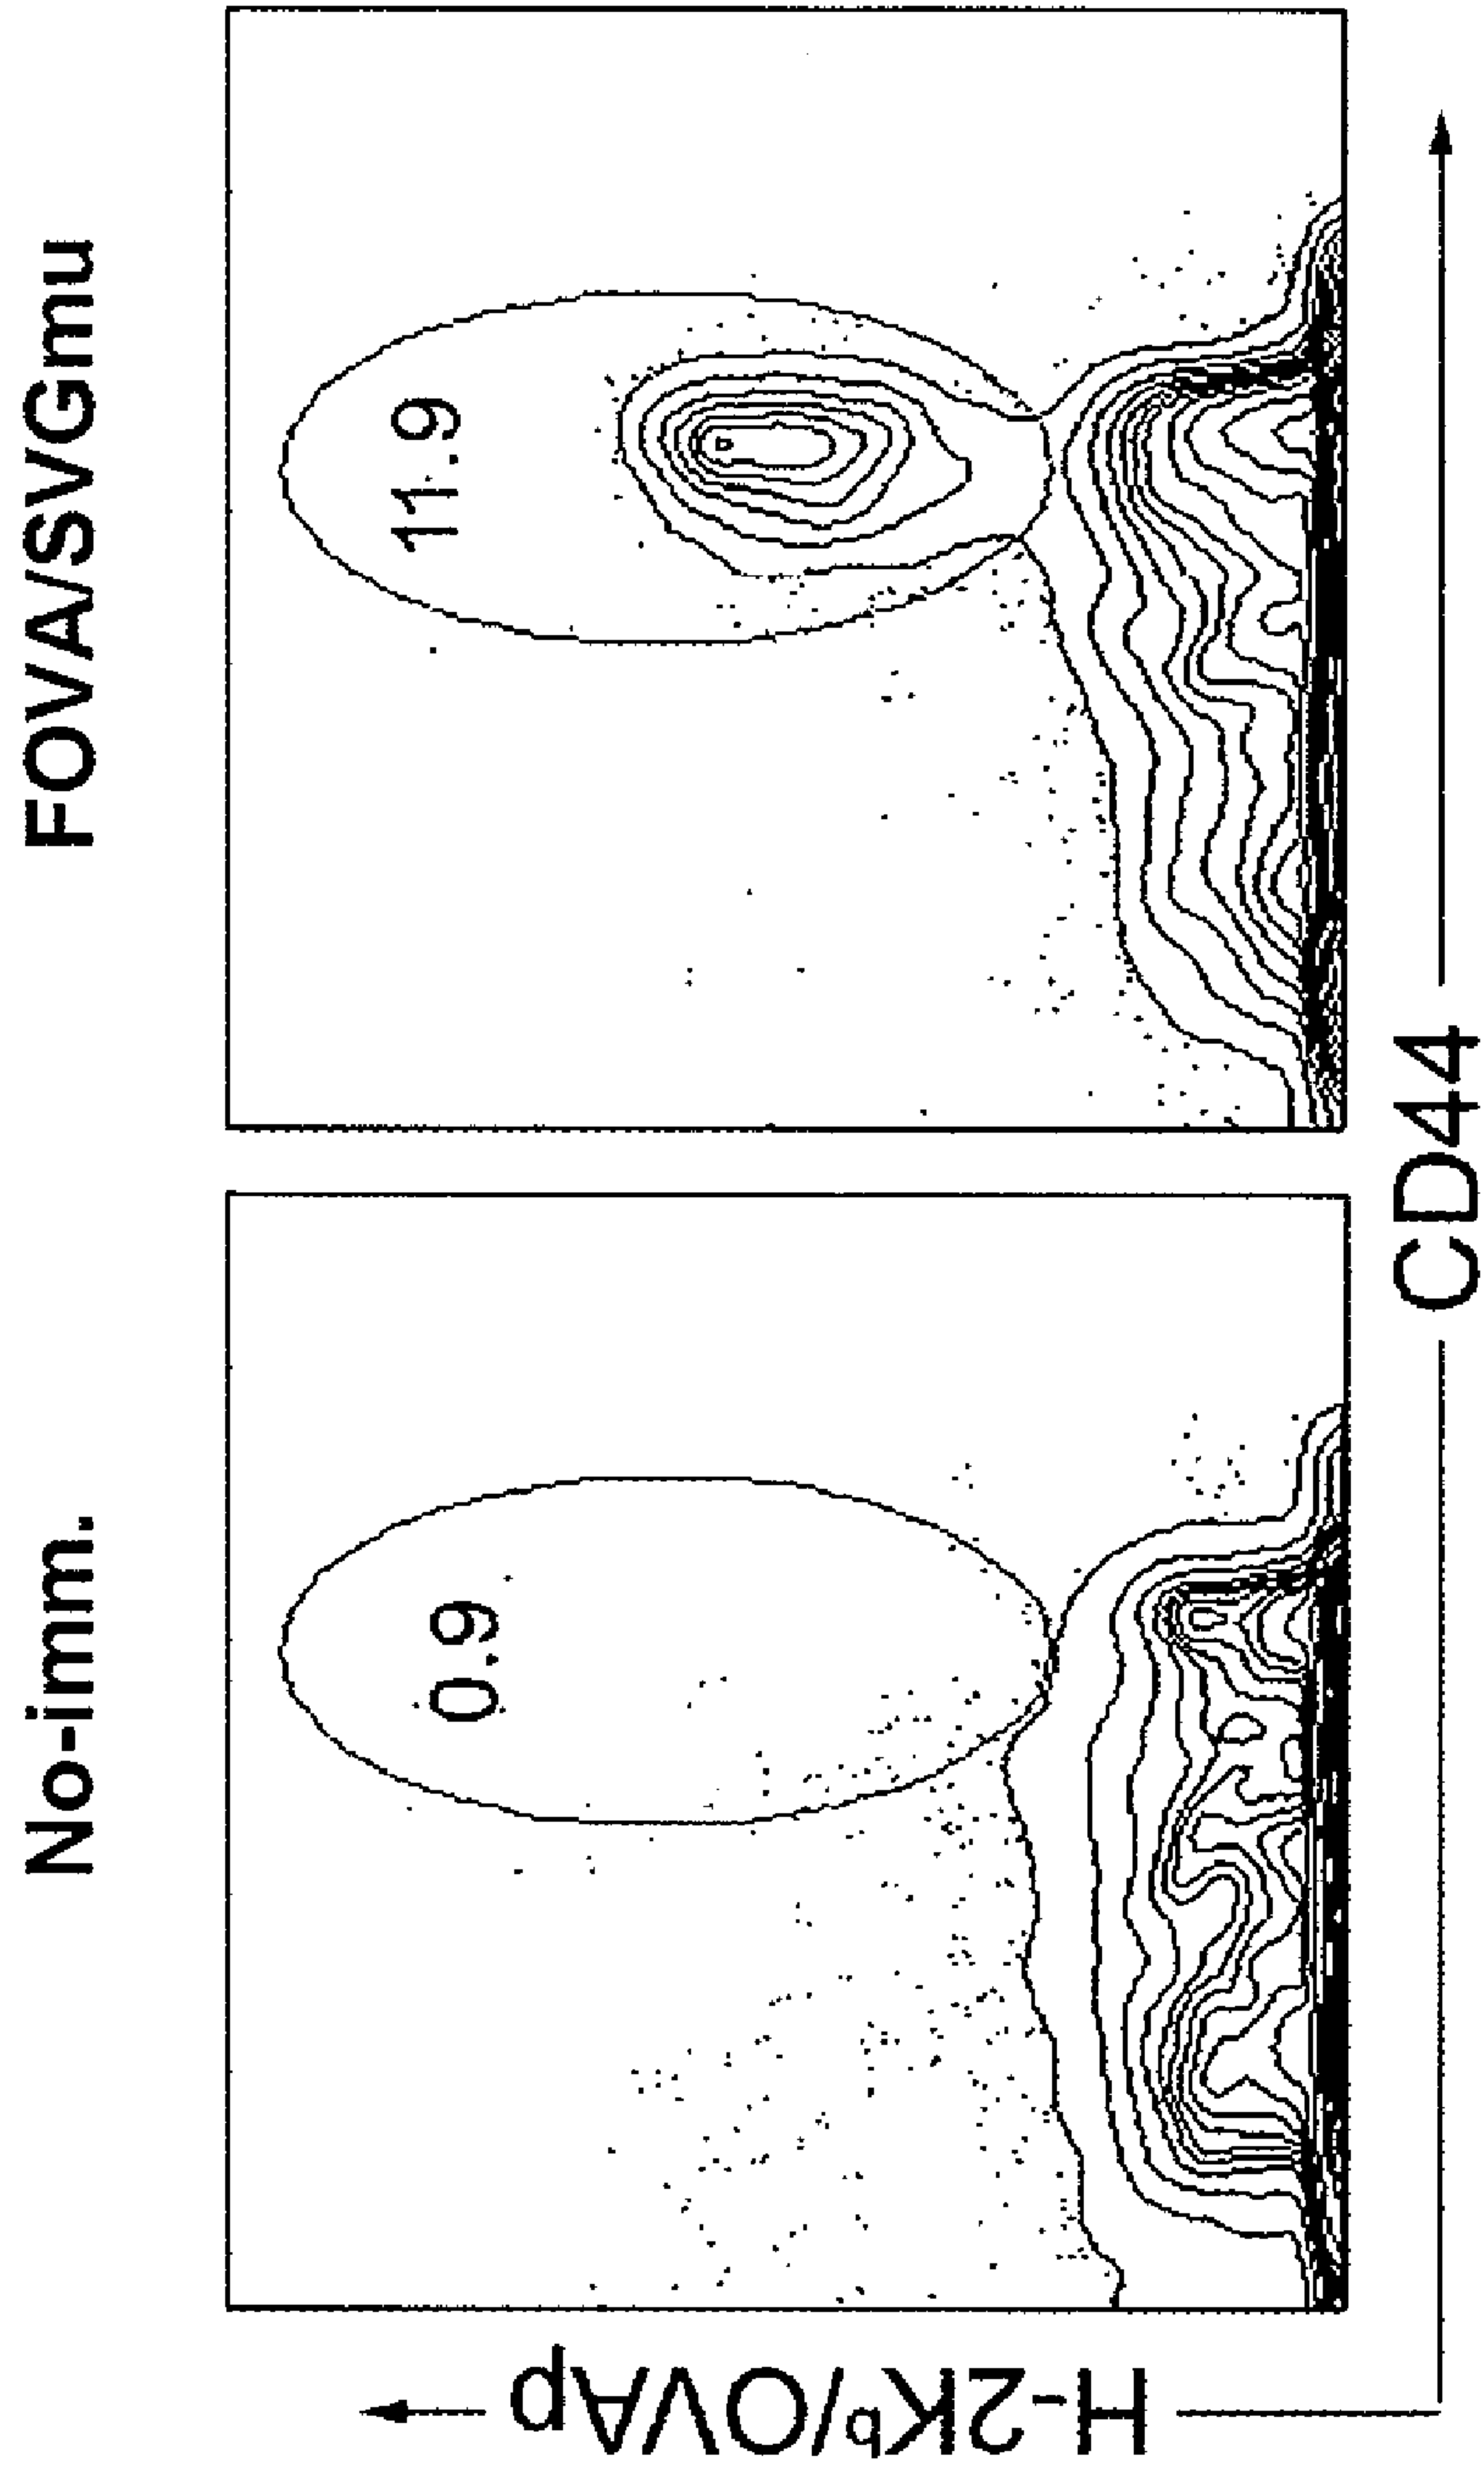 No-imm.
FOVA/SVGmu
0.9
11.9
H-2Kᵇ/OVAp
CD44